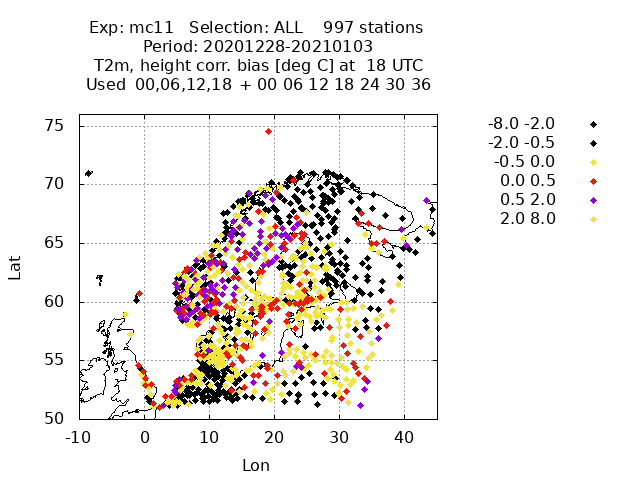 Exp: mc11 Selection: ALL 997 stations
Period: 20201228-20210103
T2m, height corr. bias [deg C] at 18 UTC
Used 00,06,12,18 + 00 06 12 18 24 30 36
75
70
65
60
55
50
Lat
-10 0 10 20 30 40
Lon
-8.0 -2.0
-2.0 -0.5
-0.5 0.0
0.0 0.5
0.5 2.0
2.0 8.0